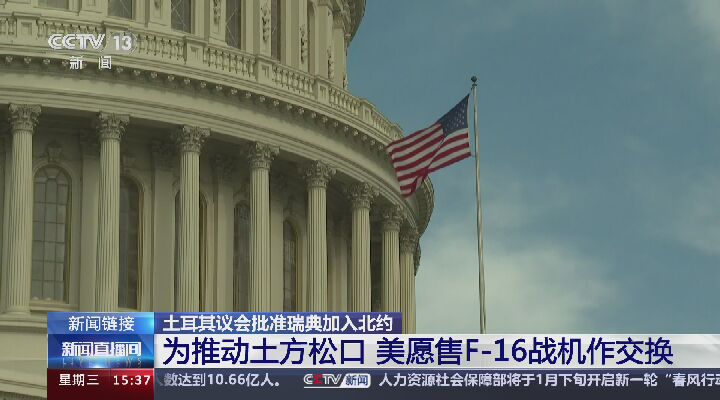 CCTV 13
新闻
新闻链接
土耳其议会批准瑞典加入北约
新闻直播间
为推动土方松口 美愿售F-16战机作交换
星期三 15:37
人数达到10.66亿人。 CCTV 新闻 人力资源社会保障部将于1月下旬开启新一轮“春风行动